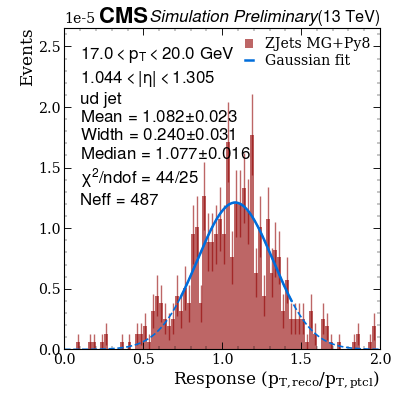 1e-5 CMS Simulation Preliminary (13 TeV)
Events
17.0 < pT < 20.0 GeV
1.044 < |η| < 1.305
ud jet
Mean = 1.082±0.023
Width = 0.240±0.031
Median = 1.077±0.016
χ²/ndof = 44/25
Neff = 487
ZJets MG+Py8
Gaussian fit
2.5
2.0
1.5
1.0
0.5
0.0
0.0 0.5 1.0 1.5 2.0
Response (pT,reco/pT,ptcl)